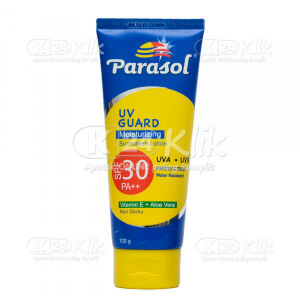 Parasol
UV
GUARD
Moisturizing
Sunscreen Lotion
SPF 30
PA++
UVA + UVB
PROTECTION
Water Resistant
Vitamin E + Aloe Vera
Non Sticky
100 g